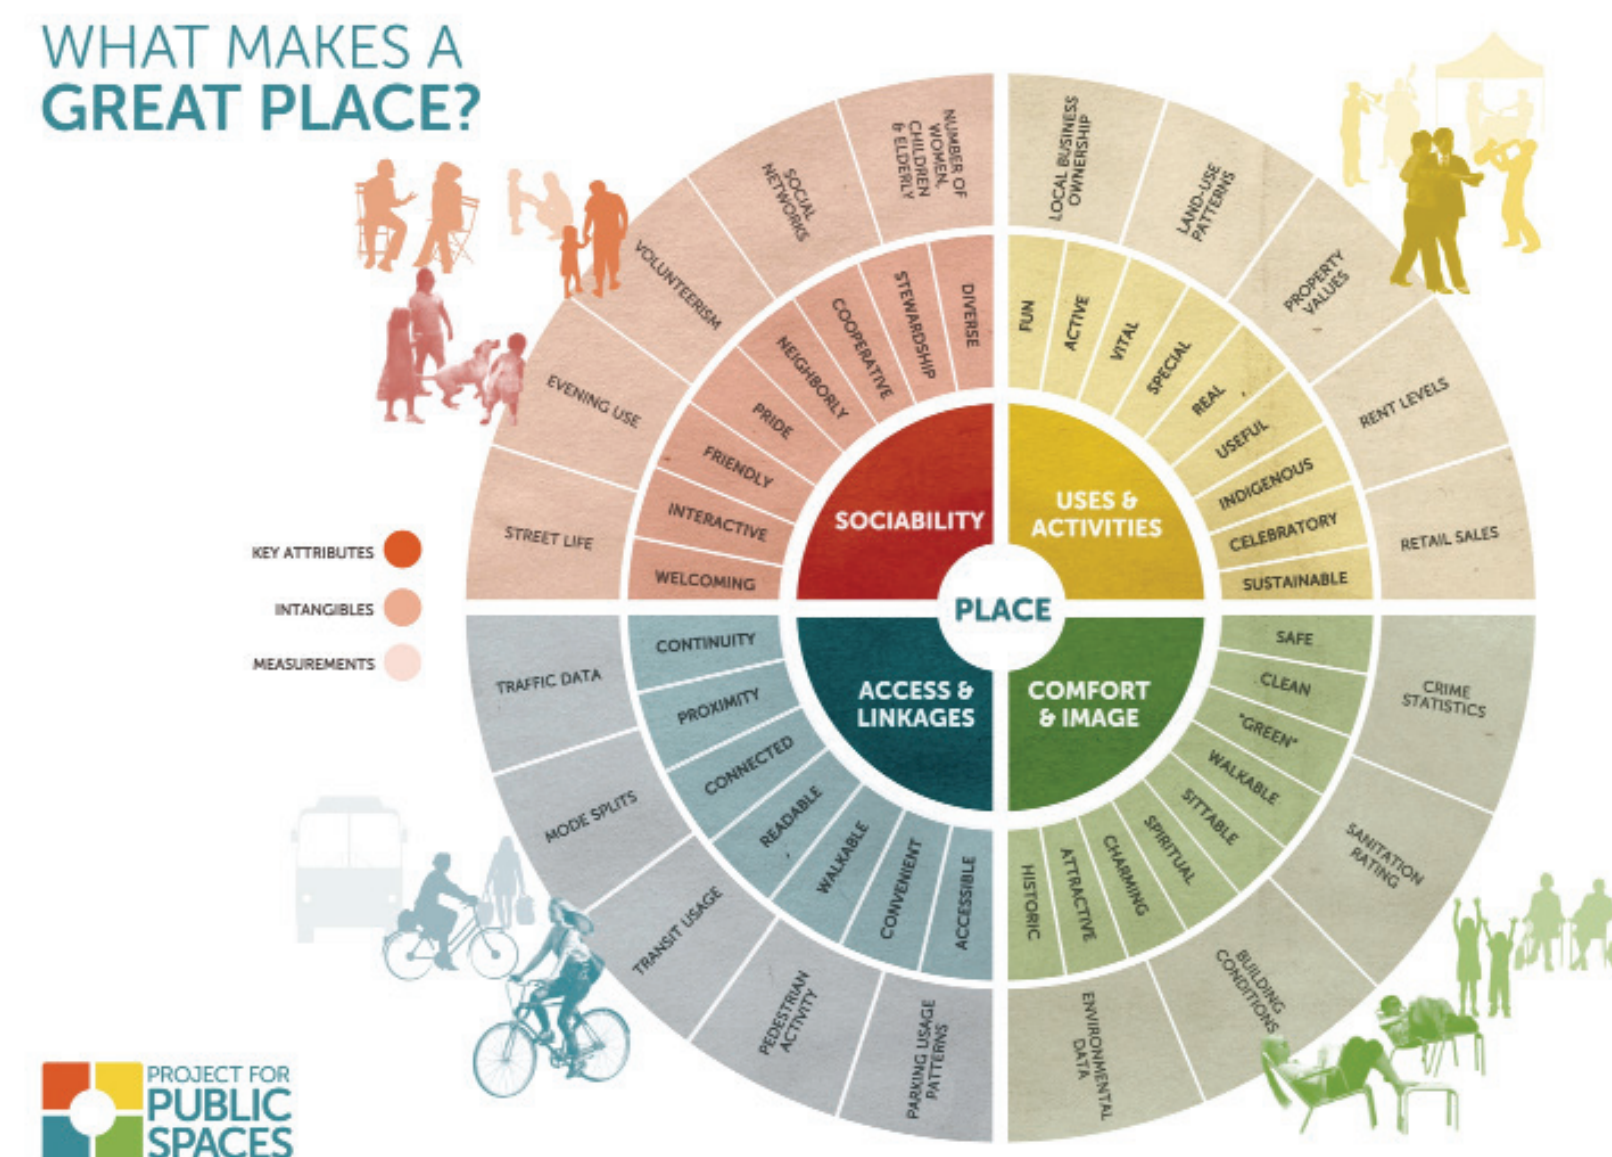 WHAT MAKES A
GREAT PLACE?
KEY ATTRIBUTES
INTANGIBLES
MEASUREMENTS
PLACE
SOCIABILITY
USES &
ACTIVITIES
ACCESS &
LINKAGES
COMFORT
& IMAGE
WELCOMING
INTERACTIVE
FRIENDLY
PRIDE
NEIGHBORLY
COOPERATIVE
STEWARDSHIP
DIVERSE
FUN
ACTIVE
VITAL
SPECIAL
REAL
USEFUL
INDIGENOUS
CELEBRATORY
SUSTAINABLE
SAFE
CLEAN
"GREEN"
WALKABLE
SITTABLE
SPIRITUAL
CHARMING
ATTRACTIVE
HISTORIC
ACCESSIBLE
CONVENIENT
WALKABLE
READABLE
CONNECTED
PROXIMITY
CONTINUITY
STREET LIFE
EVENING USE
VOLUNTEERISM
SOCIAL
NETWORKS
NUMBER OF
WOMEN,
CHILDREN
& ELDERLY
LOCAL BUSINESS
OWNERSHIP
LAND-USE
PATTERNS
PROPERTY
VALUES
RENT LEVELS
RETAIL SALES
CRIME
STATISTICS
SANITATION
RATING
BUILDING
CONDITIONS
ENVIRONMENTAL
DATA
PARKING USAGE
PATTERNS
PEDESTRIAN
ACTIVITY
TRANSIT USAGE
MODE SPLITS
TRAFFIC DATA
PROJECT FOR
PUBLIC
SPACES